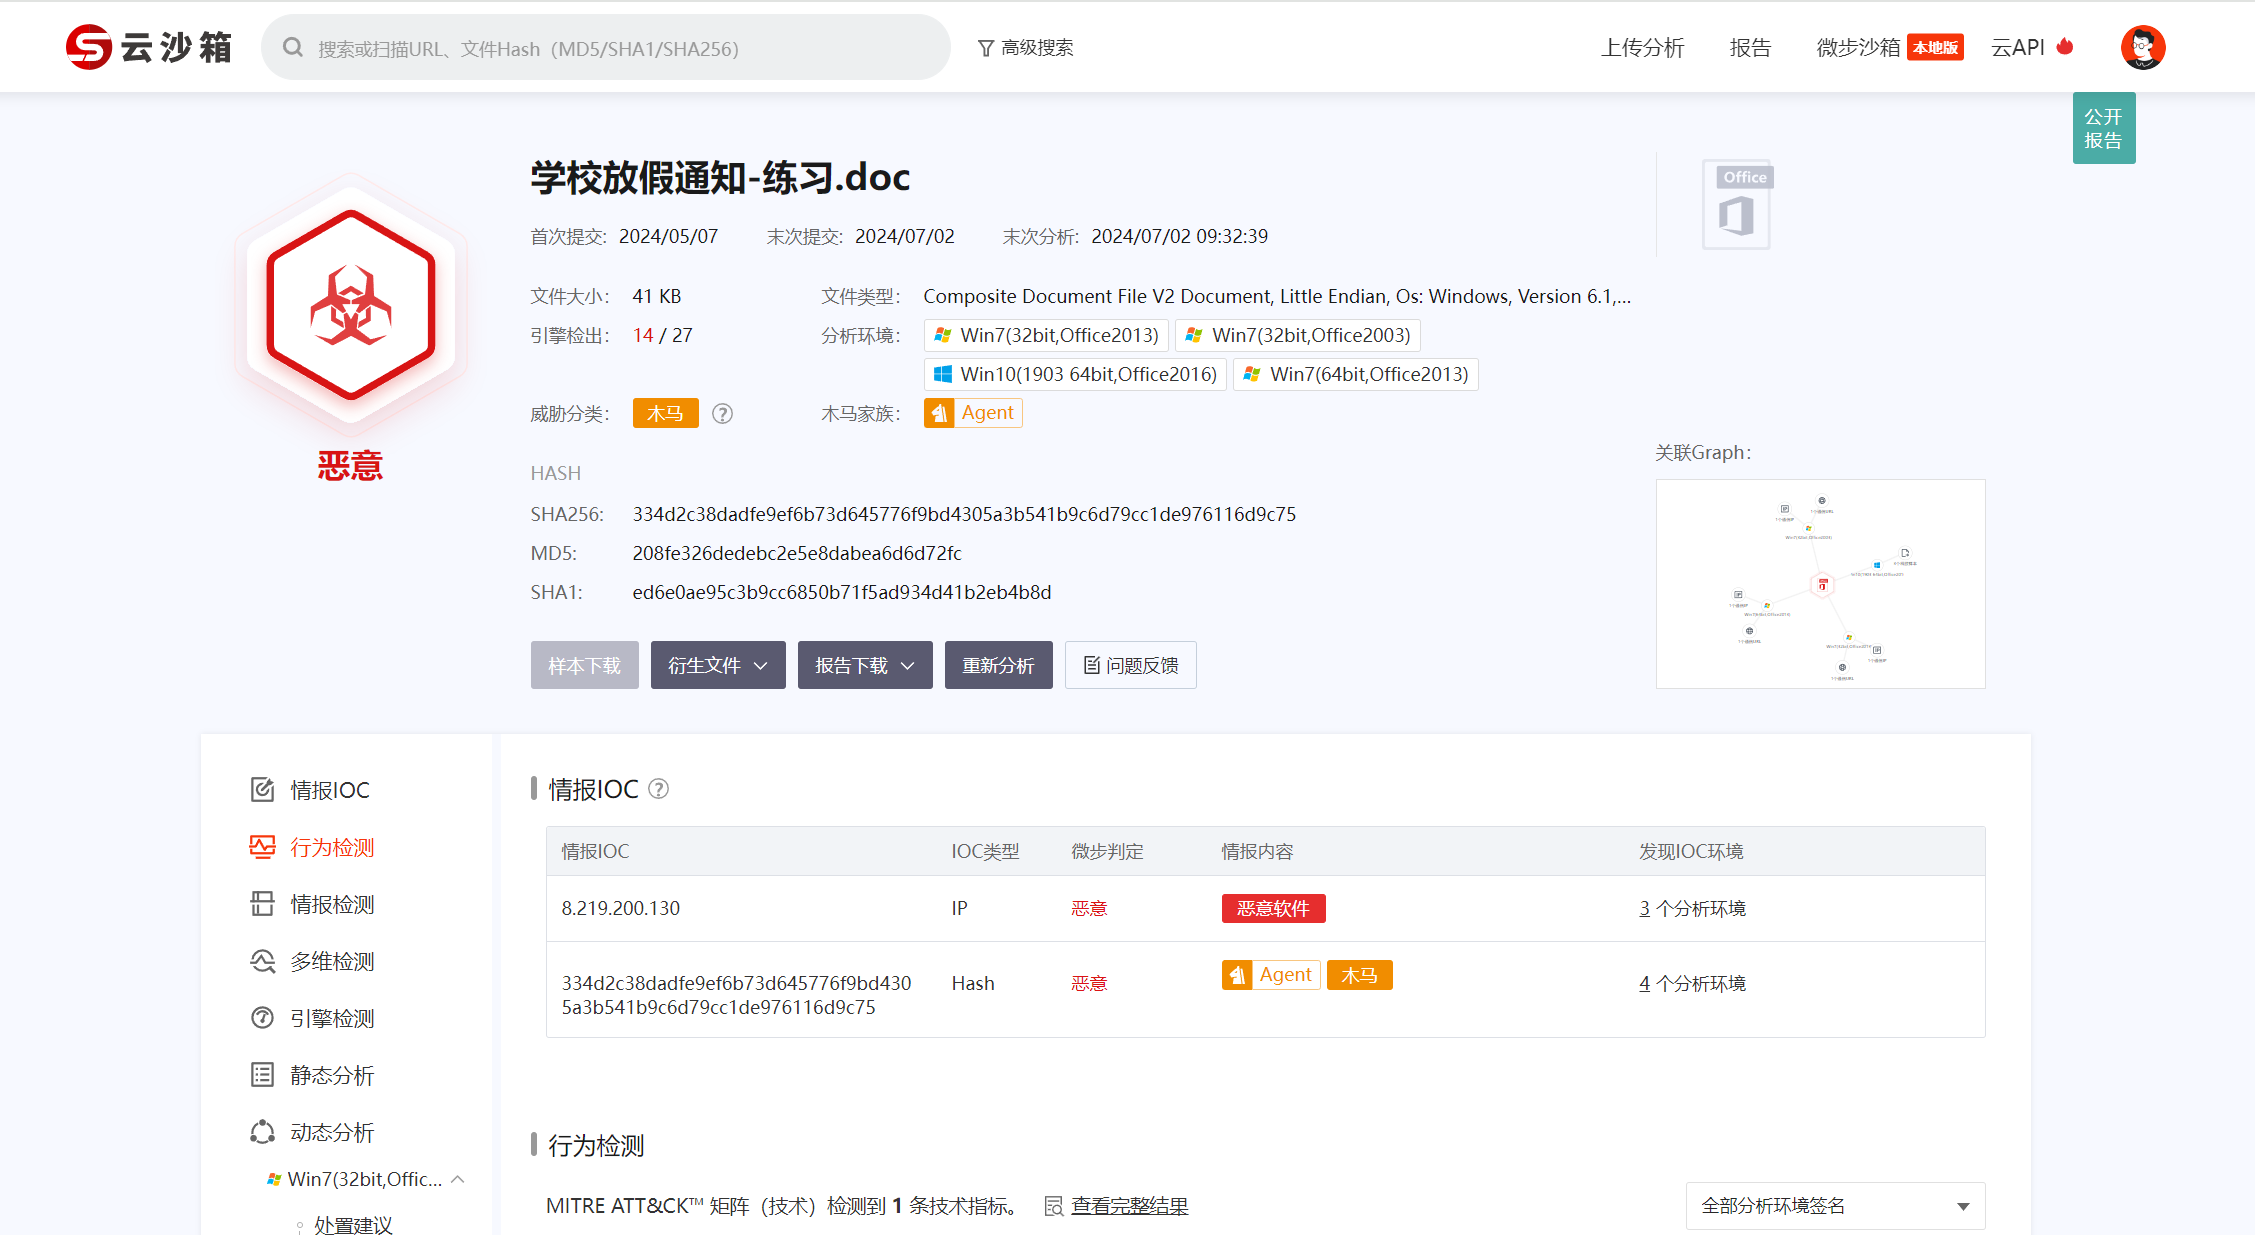 云沙箱
搜索或扫描URL、文件Hash（MD5/SHA1/SHA256)
高级搜索
上传分析
报告
微步沙箱 本地版
云API
公开
报告
学校放假通知-练习.doc
Office
首次提交: 2024/05/07 末次提交: 2024/07/02 末次分析: 2024/07/02 09:32:39
文件大小: 41 KB 文件类型: Composite Document File V2 Document, Little Endian, Os: Windows, Version 6.1,...
引擎检出: 14 / 27 分析环境: Win7(32bit,Office2013) Win7(32bit,Office2003)
Win10(1903 64bit,Office2016) Win7(64bit,Office2013)
威胁分类: 木马 ? 木马家族: Agent
恶意
HASH
SHA256: 334d2c38dadfe9ef6b73d645776f9bd4305a3b541b9c6d79cc1de976116d9c75
MD5: 208fe326dedebc2e5e8dabea6d6d72fc
SHA1: ed6e0ae95c3b9cc6850b71f5ad934d41b2eb4b8d
样本下载 衍生文件 报告下载 重新分析 问题反馈
关联Graph:
情报IOC
行为检测
情报检测
多维检测
引擎检测
静态分析
动态分析
Win7(32bit,Offic...
处置建议
情报IOC ?
情报IOC IOC类型 微步判定 情报内容 发现IOC环境
8.219.200.130 IP 恶意 恶意软件 3 个分析环境
334d2c38dadfe9ef6b73d645776f9bd430
5a3b541b9c6d79cc1de976116d9c75 Hash 恶意 Agent 木马 4 个分析环境
行为检测
MITRE ATT&CK™ 矩阵（技术）检测到 1 条技术指标。 查看完整结果
全部分析环境签名